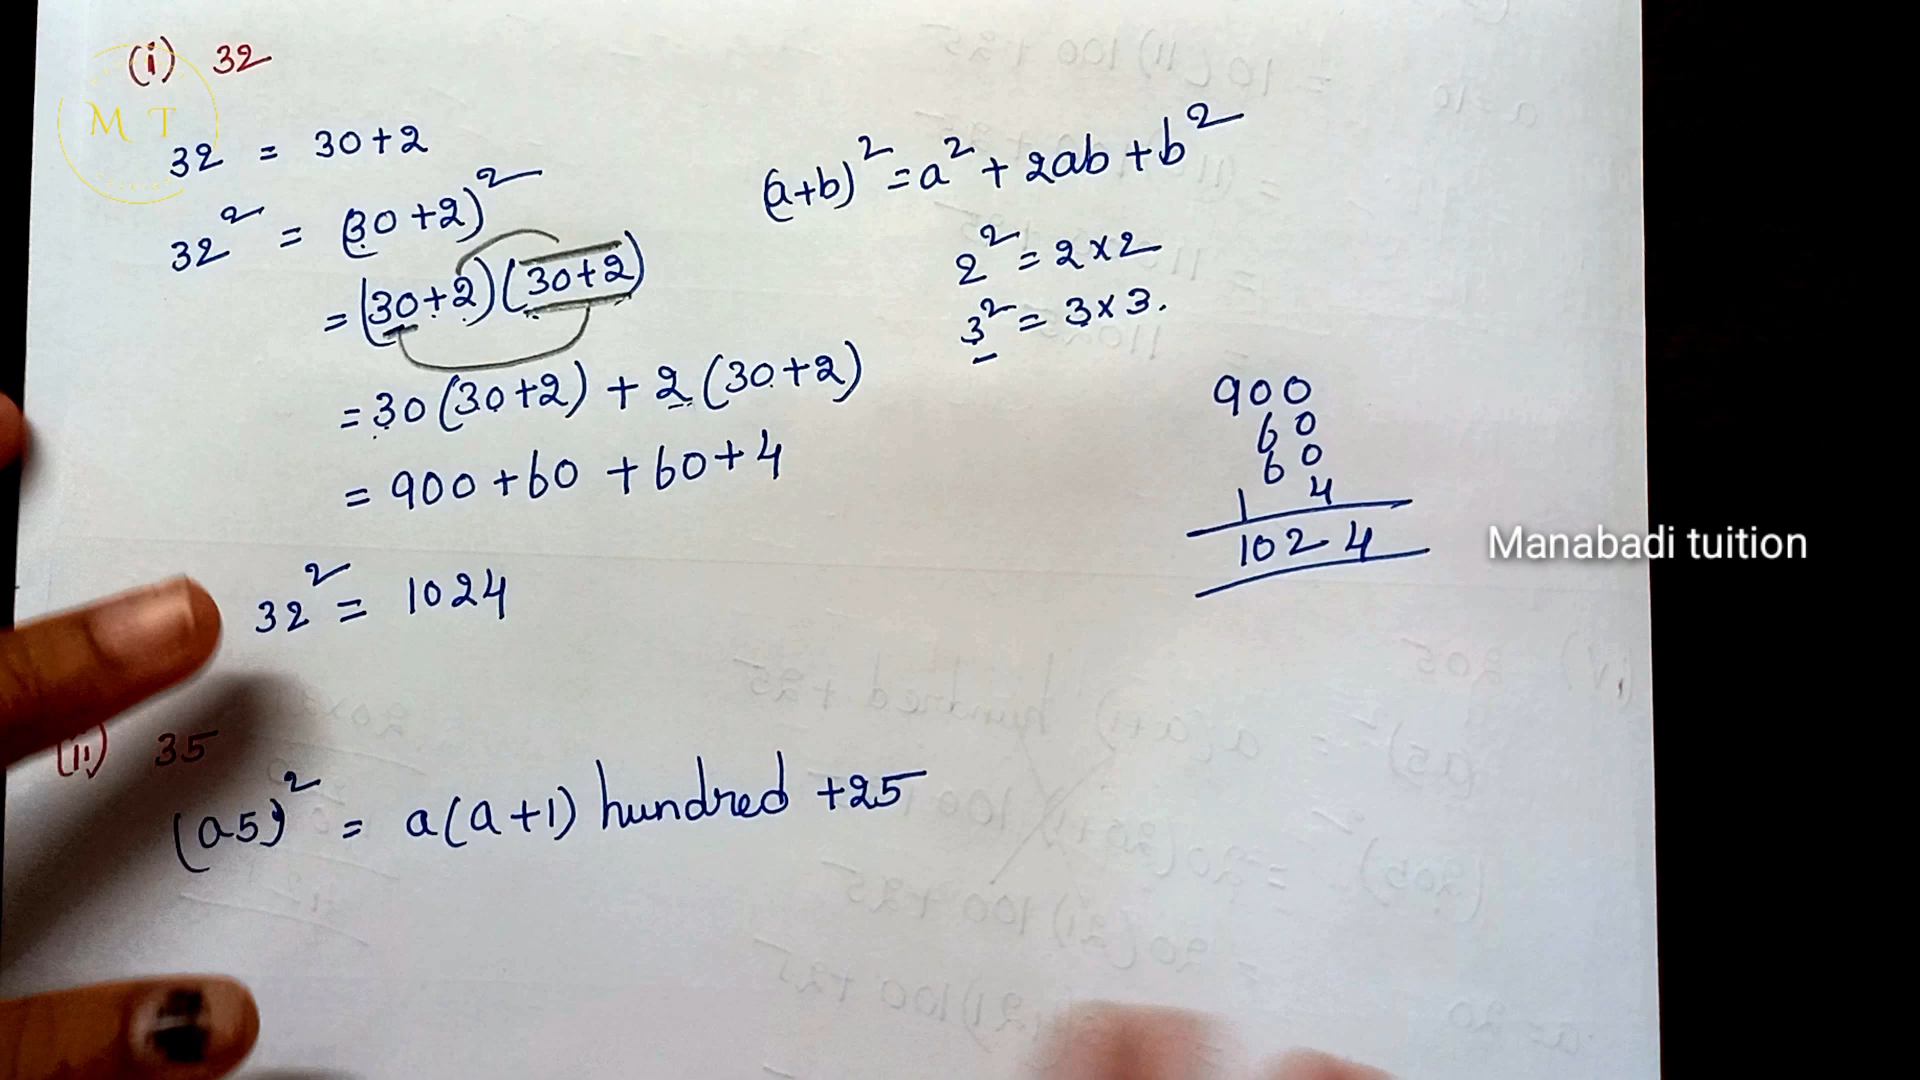 (i) 32
M T
32 = 30+2
32² = (30+2)²
= (30+2)(30+2)
= 30(30+2) + 2(30+2)
= 900+60 + 60+4
32² = 1024
(a+b)² = a² + 2ab + b²
2² = 2×2
3² = 3×3.
900
60
60
1 4
1024
Manabadi tuition
(ii) 35
(a5)² = a(a+1) hundred +25